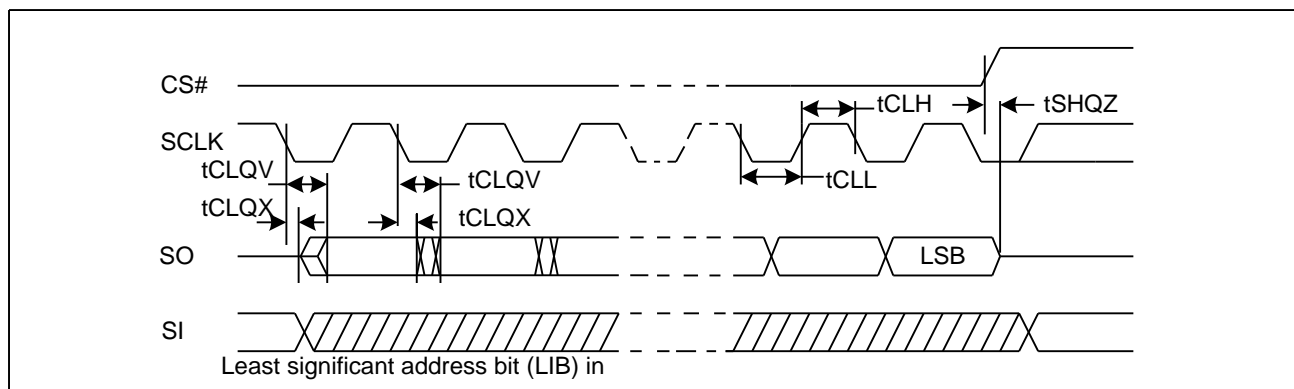 CS#
tCLH
tSHQZ
SCLK
tCLQV
tCLQV
tCLL
tCLQX
tCLQX
SO
LSB
SI
Least significant address bit (LIB) in